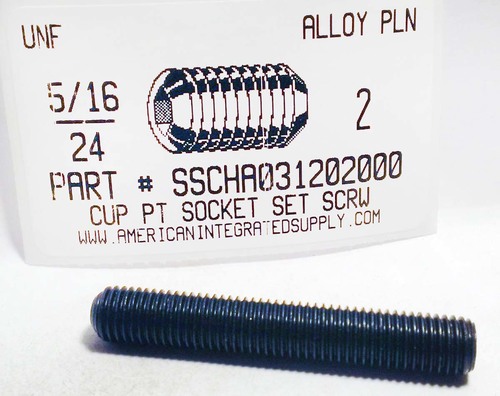 UNF
ALLOY PLN
5/16
24
2
PART # SSCHA031202000
CUP PT SOCKET SET SCRW
WWW.AMERICANINTEGRATEDSUPPLY.COM